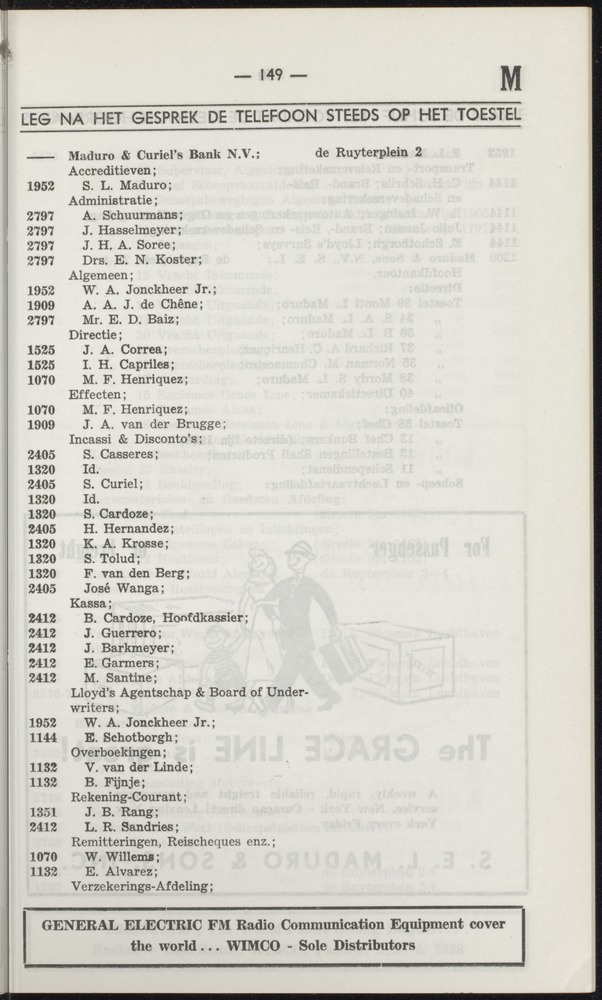 — 149 —
M
LEG NA HET GESPREK DE TELEFOON STEEDS OP HET TOESTEL
—— Maduro & Curiel's Bank N.V.; de Ruyterplein 2
Accreditieven;
1952 S. L. Maduro;
Administratie;
2797 A. Schuurmans;
2797 J. Hasselmeyer;
2797 J. H. A. Soree;
2797 Drs. E. N. Koster;
Algemeen;
1952 W. A. Jonckheer Jr.;
1909 A. A. J. de Chêne;
2797 Mr. E. D. Baiz;
Directie;
1525 J. A. Correa;
1525 I. H. Capriles;
1070 M. F. Henriquez;
Effecten;
1070 M. F. Henriquez;
1909 J. A. van der Brugge;
Incassi & Disconto's;
2405 S. Casseres;
1320 Id.
2405 S. Curiel;
1320 Id.
1320 S. Cardoze;
2405 H. Hernandez;
1320 K. A. Krosse;
1320 S. Tolud;
1320 F. van den Berg;
2405 José Wanga;
Kassa;
2412 B. Cardoze, Hoofdkassier;
2412 J. Guerrero;
2412 J. Barkmeyer;
2412 E. Garmers;
2412 M. Santine;
Lloyd's Agentschap & Board of Under-
writers;
1952 W. A. Jonckheer Jr.;
1144 E. Schotborgh;
Overboekingen;
1132 V. van der Linde;
1132 B. Fijnje;
Rekening-Courant;
1351 J. B. Rang;
2412 L. R. Sandries;
Remitteringen, Reischeques enz.;
1070 W. Willems;
1132 E. Alvarez;
Verzekerings-Afdeling;
GENERAL ELECTRIC FM Radio Communication Equipment cover
the world ... WIMCO - Sole Distributors